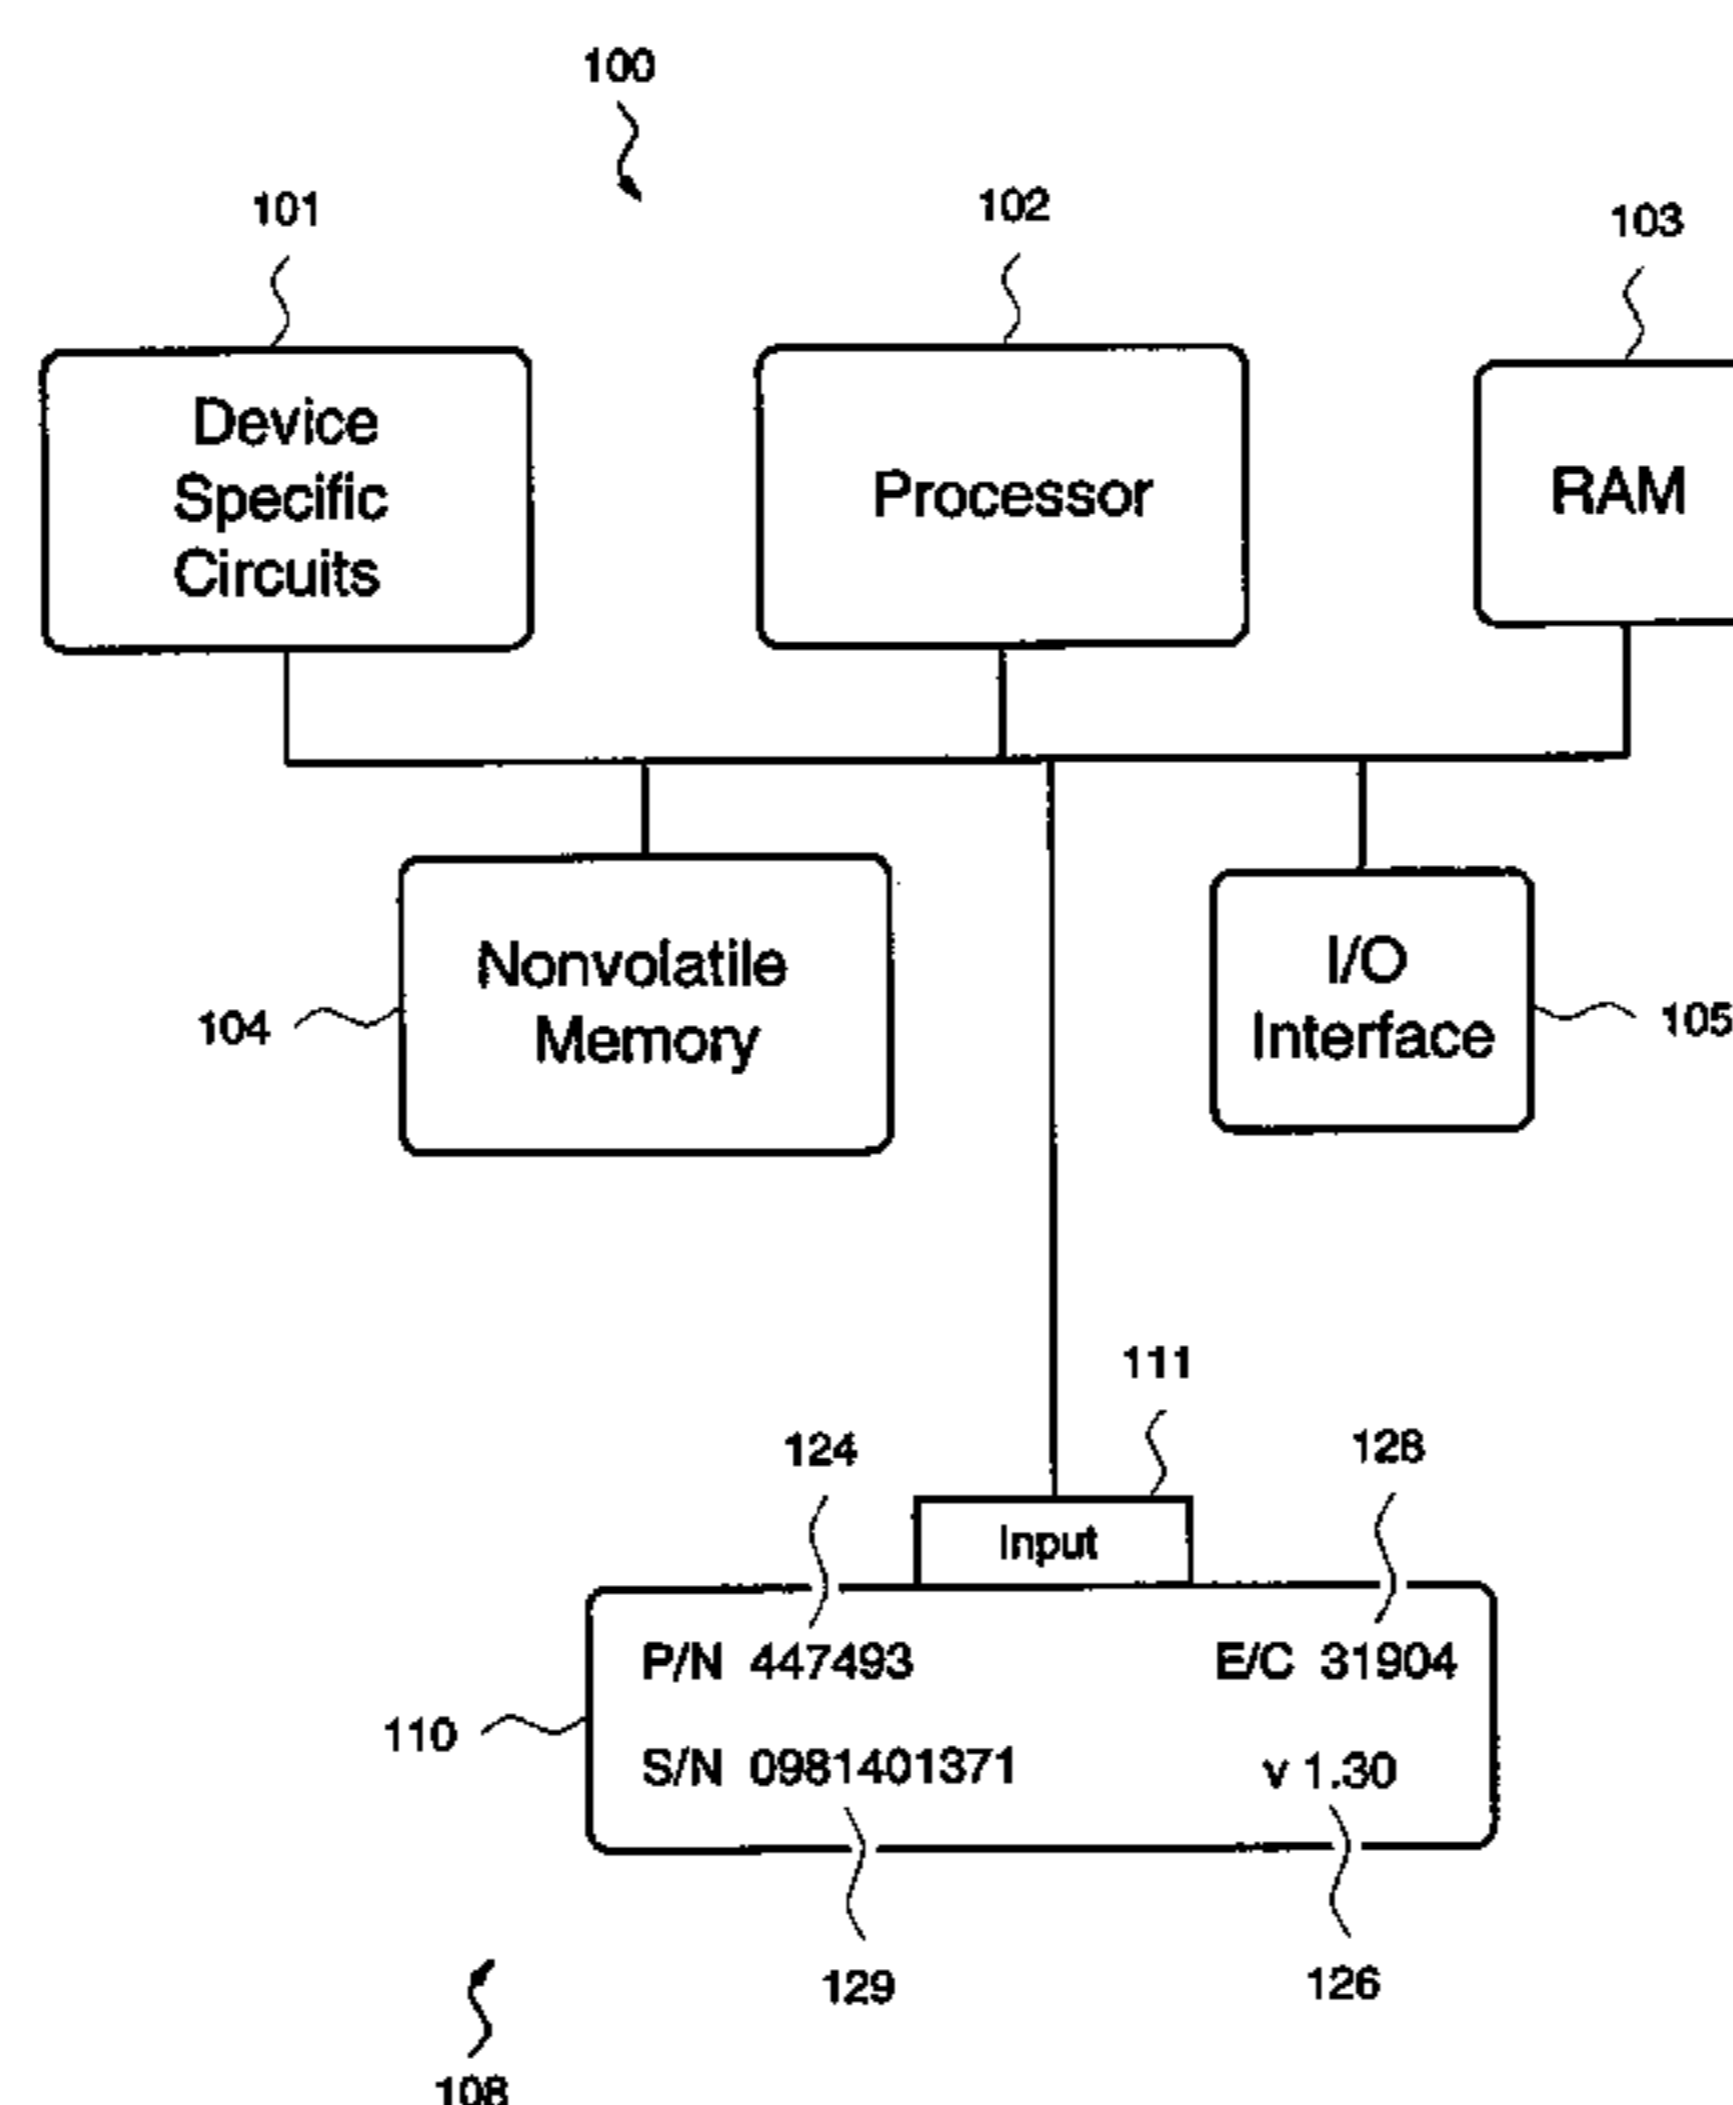 100
101
102
103
Device
Specific
Circuits
Processor
RAM
Nonvolatile
Memory
104
I/O
Interface
105
111
124
128
Input
P/N 447493
E/C 31904
110
S/N 0981401371
v 1.30
129
126
108